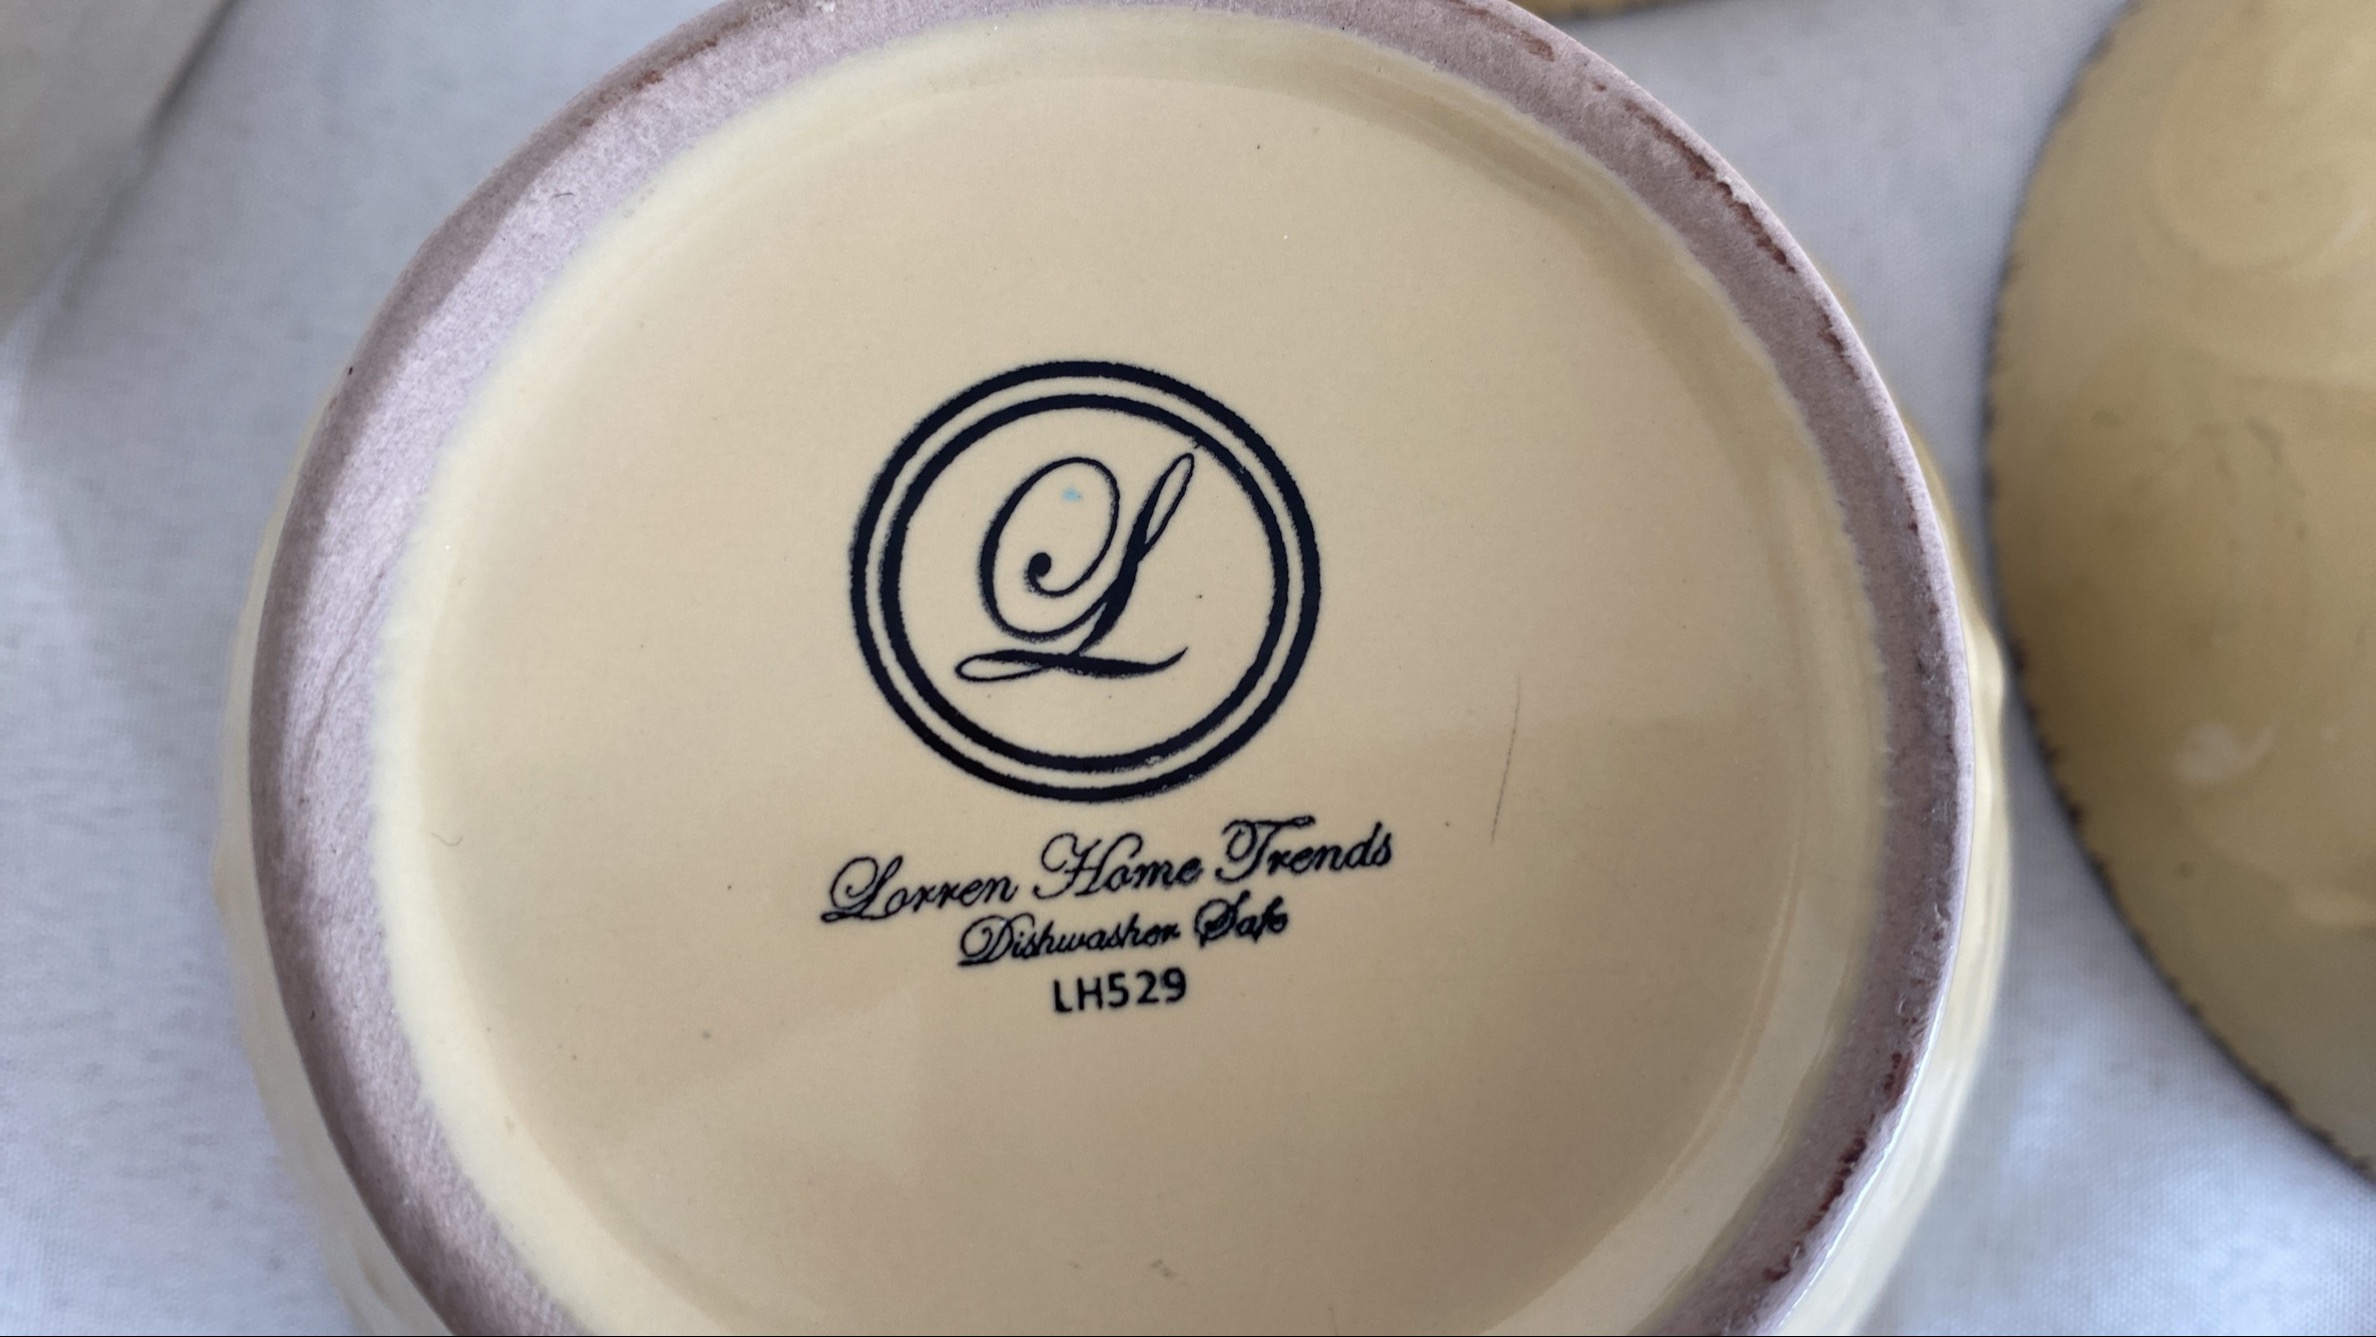 L
Lorren Home Trends
Dishwasher Safe
LH529